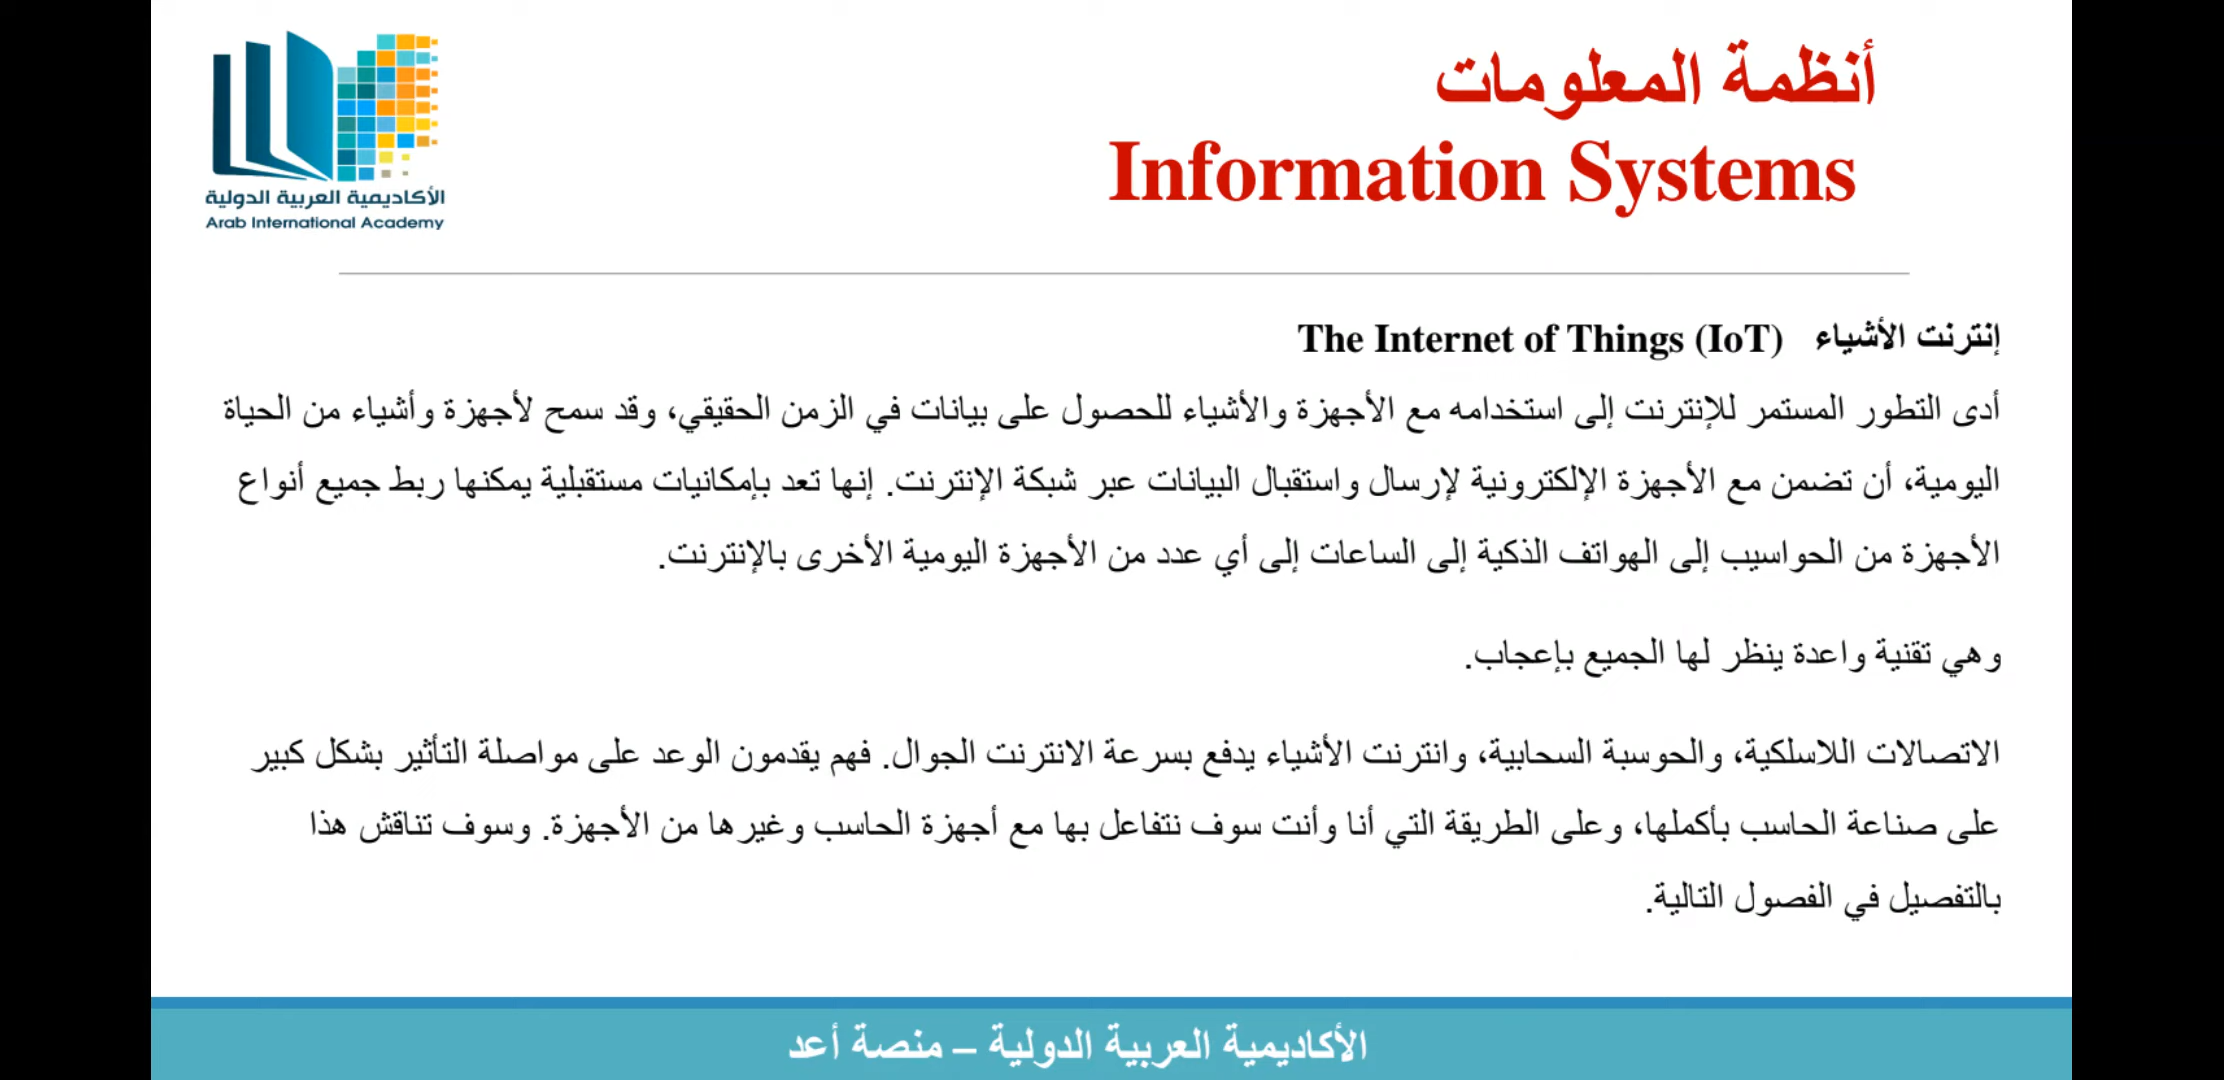 أنظمة المعلومات
Information Systems
الأكاديمية العربية الدولية
Arab International Academy
إنترنت الأشياء The Internet of Things (IoT)
أدى التطور المستمر للإنترنت إلى استخدامه مع الأجهزة والأشياء للحصول على بيانات في الزمن الحقيقي، وقد سمح لأجهزة وأشياء من الحياة
اليومية، أن تضمن مع الأجهزة الإلكترونية لإرسال واستقبال البيانات عبر شبكة الإنترنت. إنها تعد بإمكانيات مستقبلية يمكنها ربط جميع أنواع
الأجهزة من الحواسيب إلى الهواتف الذكية إلى الساعات إلى أي عدد من الأجهزة اليومية الأخرى بالإنترنت.
وهي تقنية واعدة ينظر لها الجميع بإعجاب.
الاتصالات اللاسلكية، والحوسبة السحابية، وانترنت الأشياء يدفع بسرعة الانترنت الجوال. فهم يقدمون الوعد على مواصلة التأثير بشكل كبير
على صناعة الحاسب بأكملها، وعلى الطريقة التي أنا وأنت سوف نتفاعل بها مع أجهزة الحاسب وغيرها من الأجهزة. وسوف تناقش هذا
بالتفصيل في الفصول التالية.
الأكاديمية العربية الدولية – منصة أعد